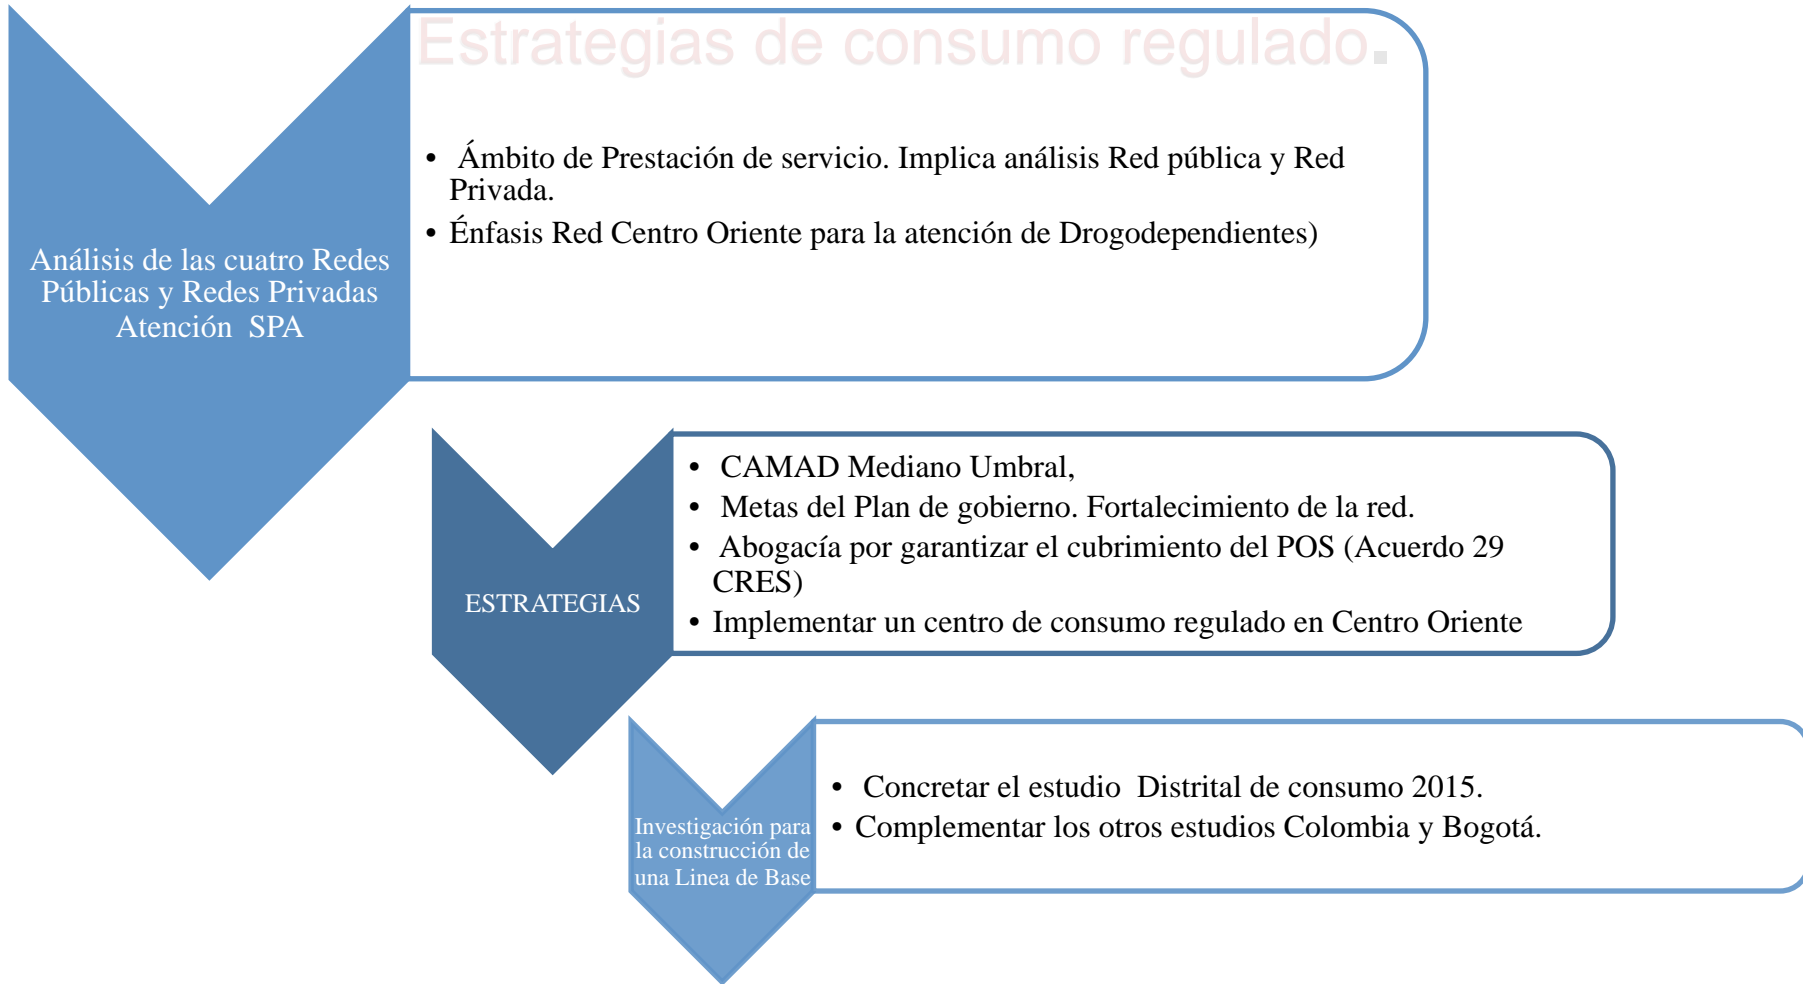 Estrategias de consumo regulado.
Análisis de las cuatro Redes
Públicas y Redes Privadas
Atención SPA
• Ámbito de Prestación de servicio. Implica análisis Red pública y Red
Privada.
• Énfasis Red Centro Oriente para la atención de Drogodependientes)
ESTRATEGIAS
• CAMAD Mediano Umbral,
• Metas del Plan de gobierno. Fortalecimiento de la red.
• Abogacía por garantizar el cubrimiento del POS (Acuerdo 29
CRES)
• Implementar un centro de consumo regulado en Centro Oriente
Investigación para
la construcción de
una Linea de Base
• Concretar el estudio Distrital de consumo 2015.
• Complementar los otros estudios Colombia y Bogotá.